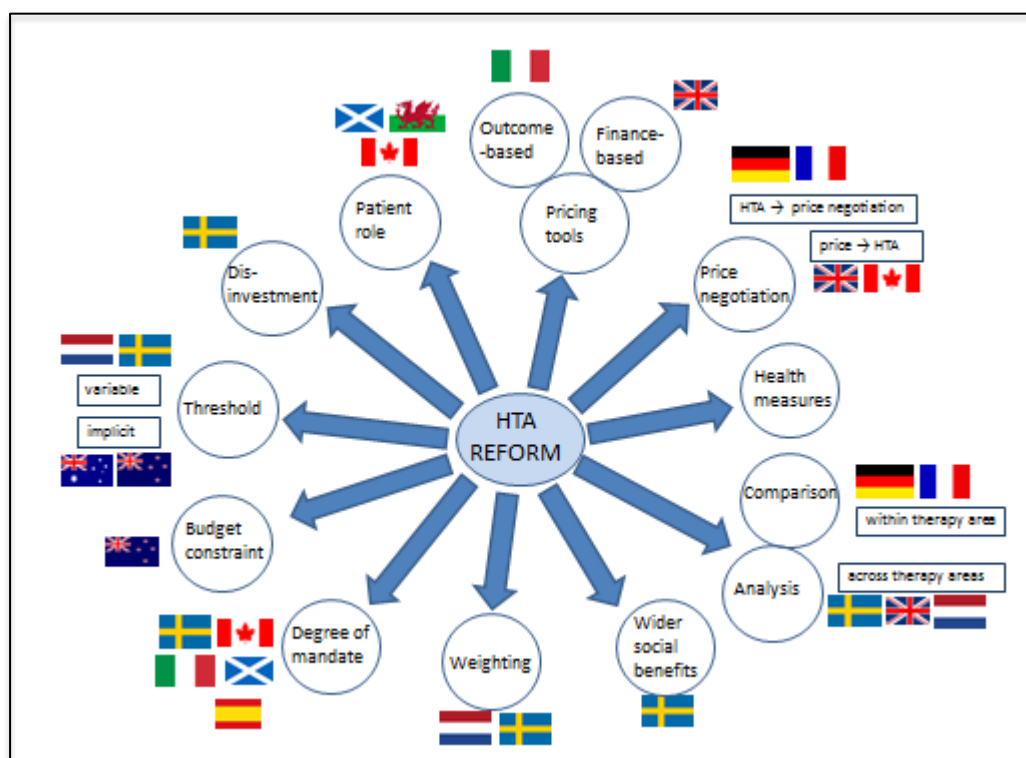 Outcome
-based
Finance-
based
Patient
role
Pricing
tools
HTA → price negotiation
price → HTA
Dis-
investment
Price
negotiation
variable
Threshold
implicit
Health
measures
HTA
REFORM
Comparison
within therapy area
Budget
constraint
Analysis
across therapy areas
Degree of
mandate
Weighting
Wider
social
benefits